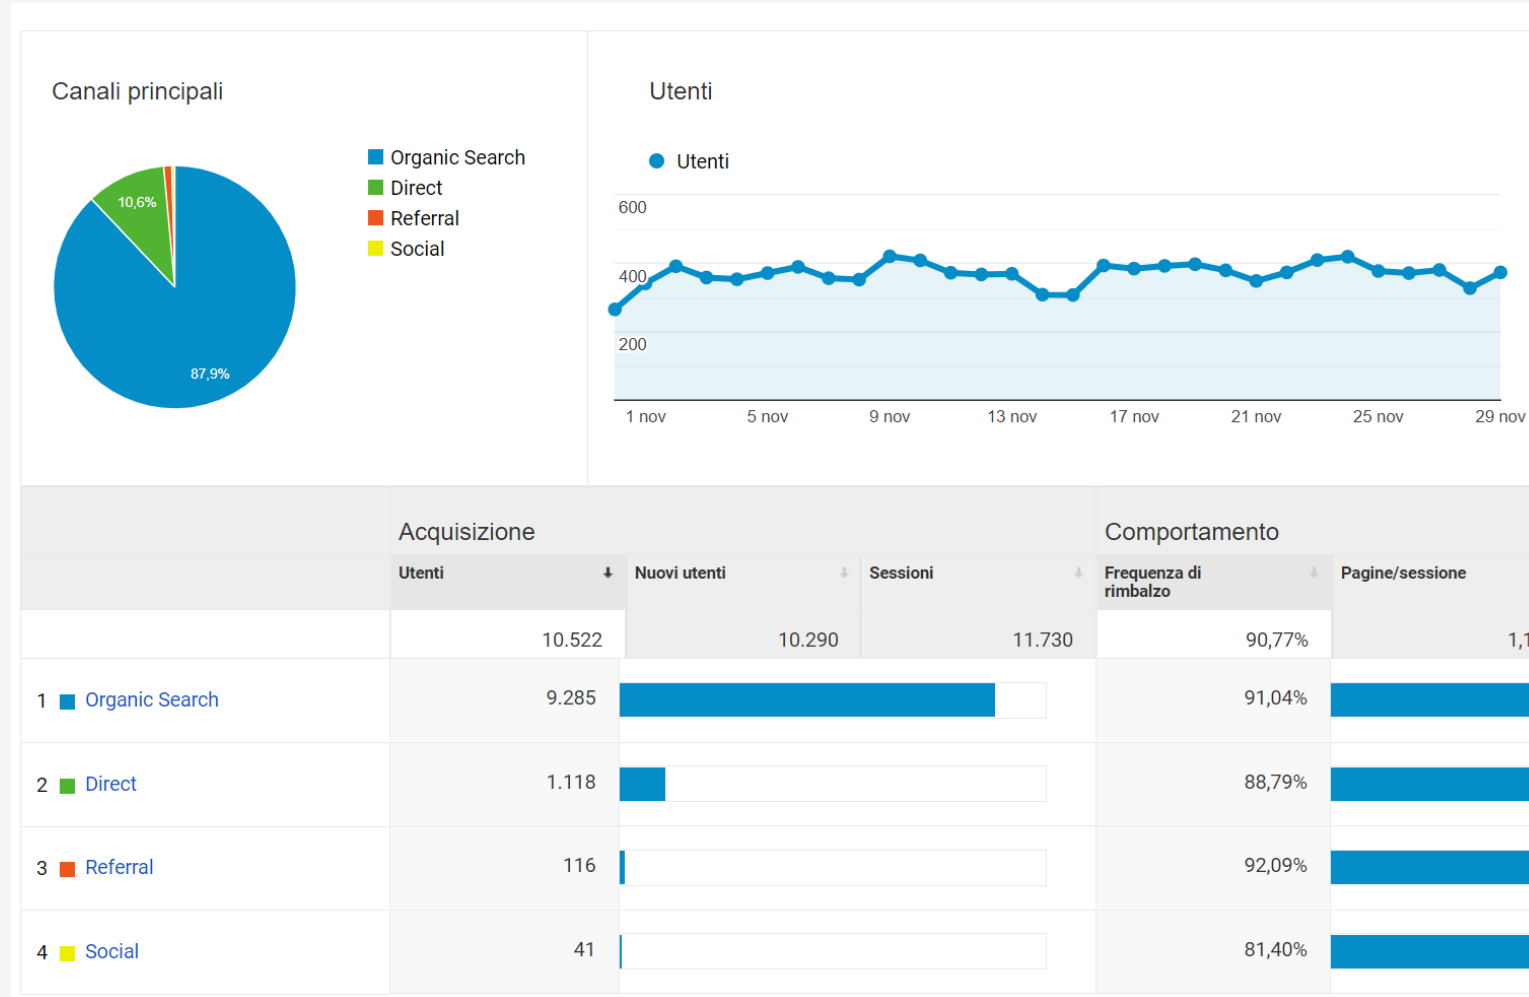 Canali principali
Organic Search
Direct
Referral
Social
10,6%
87,9%
Utenti
Utenti
600
400
200
1 nov
5 nov
9 nov
13 nov
17 nov
21 nov
25 nov
29 nov
Acquisizione
Comportamento
Utenti
Nuovi utenti
Sessioni
Frequenza di
rimbalzo
Pagine/sessione
10.522
10.290
11.730
90,77%
1,1
1 Organic Search
9.285
91,04%
2 Direct
1.118
88,79%
3 Referral
116
92,09%
4 Social
41
81,40%